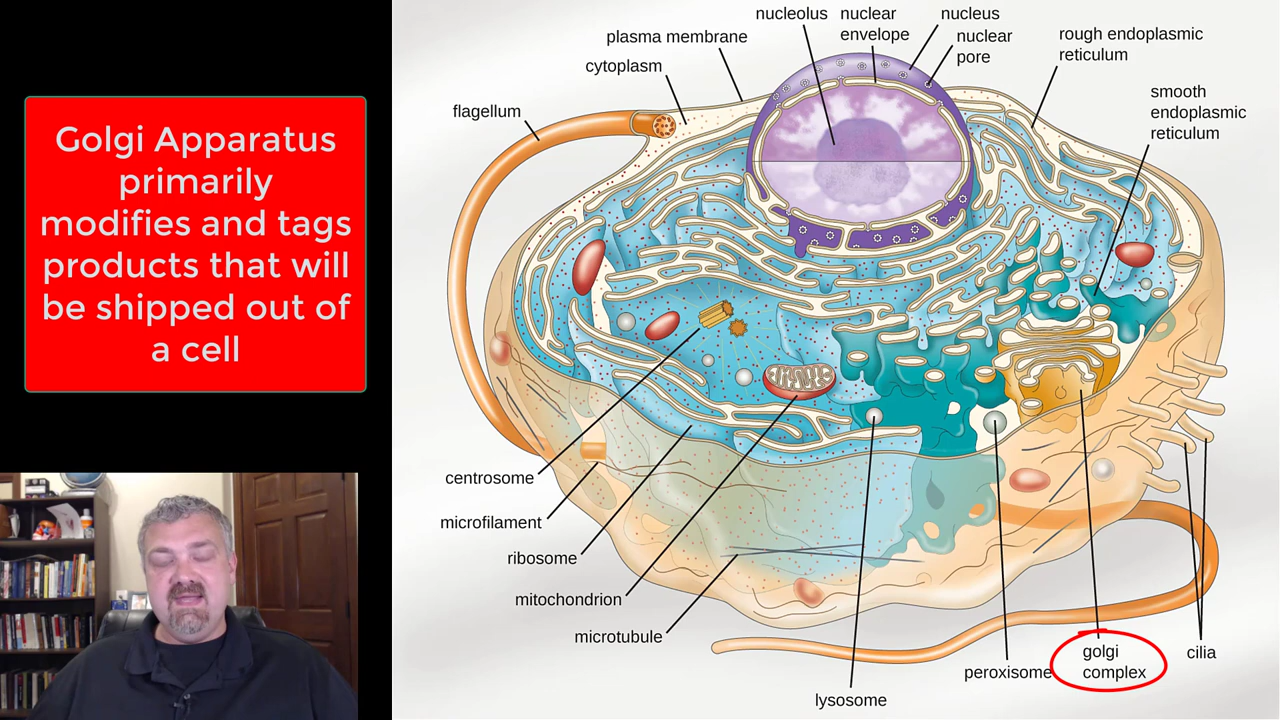 Golgi Apparatus
primarily
modifies and tags
products that will
be shipped out of
a cell
nucleolus
nuclear
envelope
nucleus
nuclear
pore
plasma membrane
cytoplasm
flagellum
rough endoplasmic
reticulum
smooth
endoplasmic
reticulum
centrosome
microfilament
ribosome
mitochondrion
microtubule
lysosome
peroxisome
golgi
complex
cilia